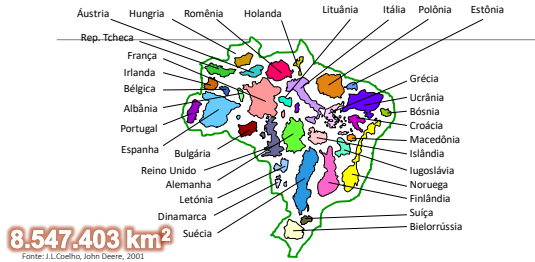 Áustria
Hungria
Romênia
Holanda
Lituânia
Itália
Polônia
Estônia
Rep. Tcheca
França
Irlanda
Bélgica
Albânia
Portugal
Espanha
Bulgária
Reino Unido
Alemanha
Letónia
Dinamarca
Suécia
Grécia
Ucrânia
Bósnia
Croácia
Macedônia
Islândia
Iugoslávia
Noruega
Finlândia
Suíça
Bielorrússia
8.547.403 km²
Fonte: J.L.Coelho, John Deere, 2001